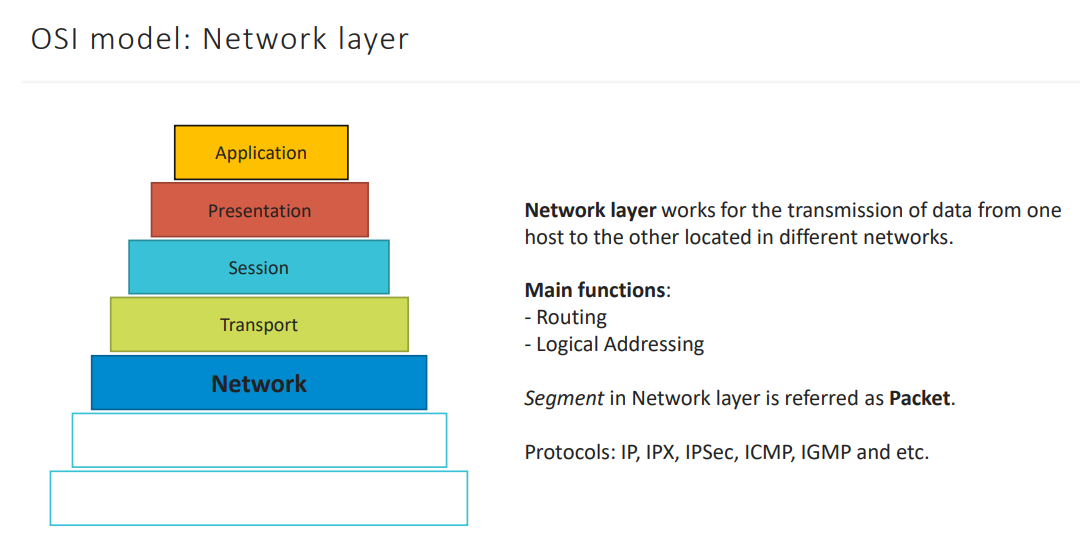 OSI model: Network layer
Application
Presentation
Session
Transport
Network
Network layer works for the transmission of data from one
host to the other located in different networks.
Main functions:
- Routing
- Logical Addressing
Segment in Network layer is referred as Packet.
Protocols: IP, IPX, IPSec, ICMP, IGMP and etc.